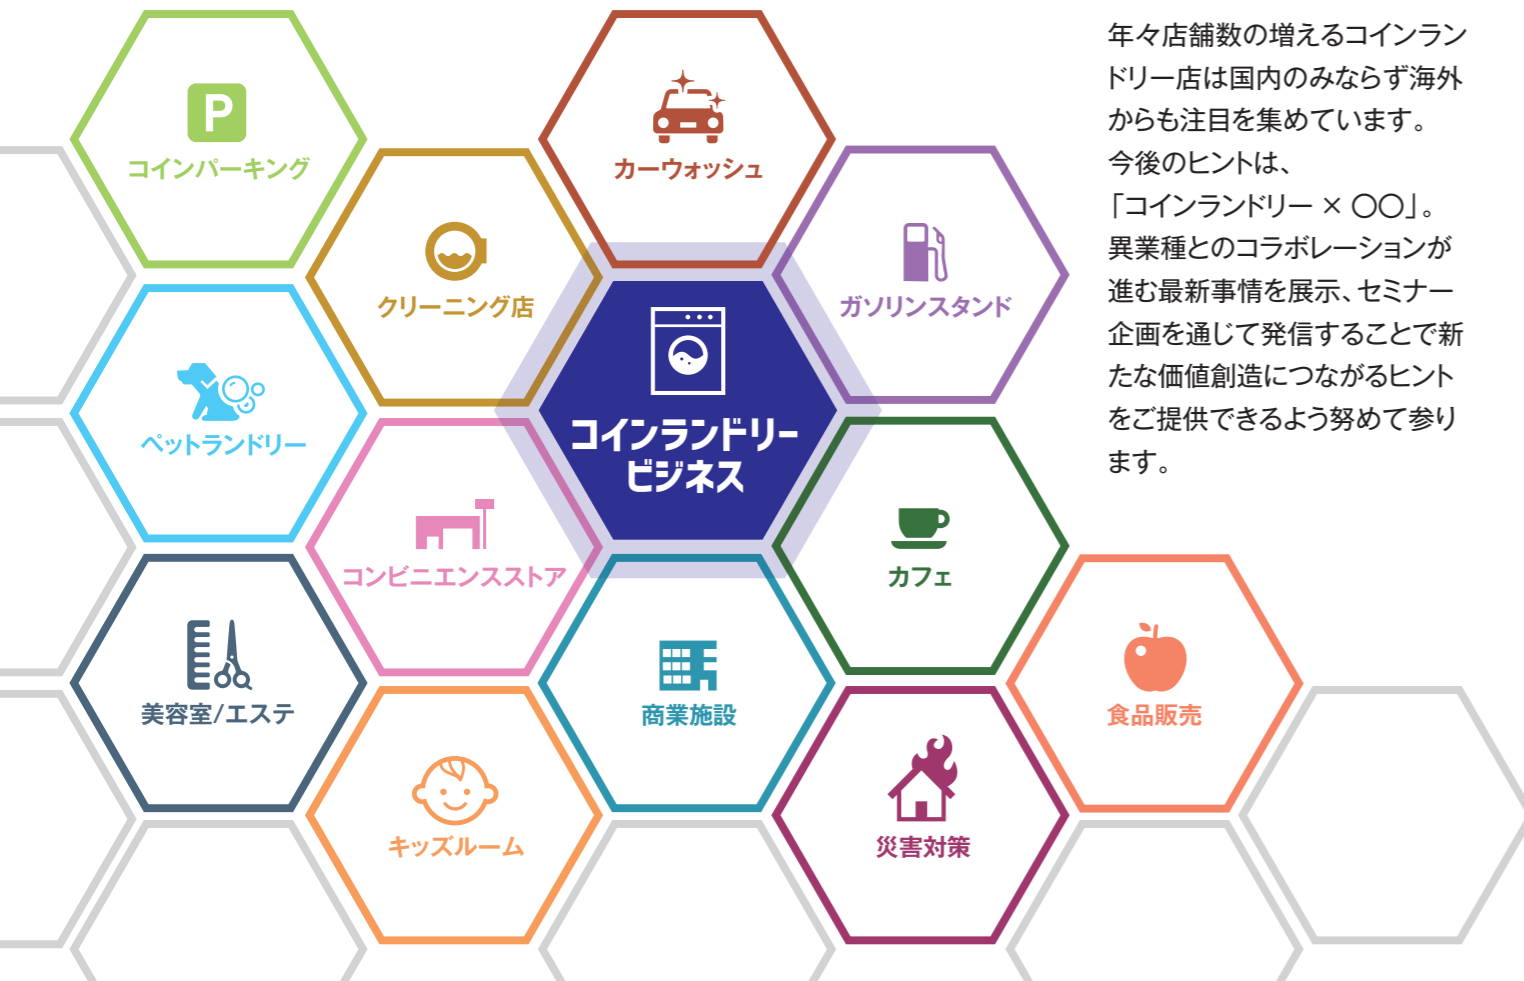 P
コインパーキング
カーウォッシュ
クリーニング店
ガソリンスタンド
ペットランドリー
コインランドリー
ビジネス
コンビニエンスストア
カフェ
美容室/エステ
商業施設
食品販売
キッズルーム
災害対策
年々店舗数の増えるコインラン
ドリー店は国内のみならず海外
からも注目を集めています。
今後のヒントは、
「コインランドリー × 〇〇」。
異業種とのコラボレーションが
進む最新事情を展示、セミナー
企画を通じて発信することで新
たな価値創造につながるヒント
をご提供できるよう努めて参り
ます。